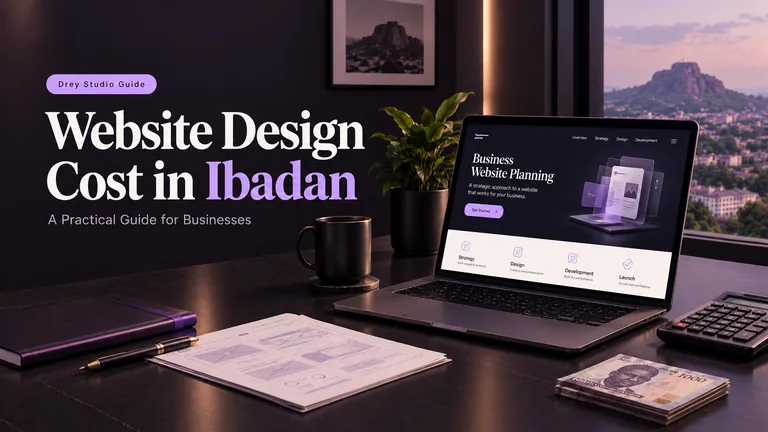 Drey Studio Guide
Website Design
Cost in Ibadan
A Practical Guide for Businesses
Overview Strategy Design Development
Business
Website Planning
A strategic approach to a website
that works for your business.
Get Started
Strategy
Design
Development
Launch
1000